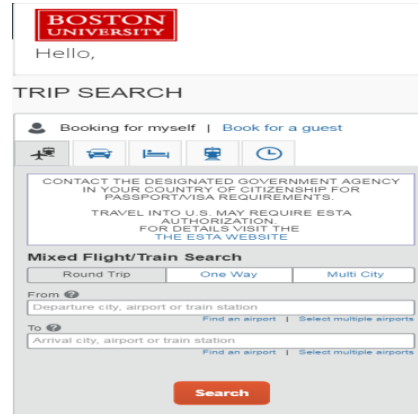 BOSTON
UNIVERSITY
Hello,
TRIP SEARCH
Booking for myself | Book for a guest
CONTACT THE DESIGNATED GOVERNMENT AGENCY
IN YOUR COUNTRY OF CITIZENSHIP FOR
PASSPORT/VISA REQUIREMENTS.
TRAVEL INTO U.S. MAY REQUIRE ESTA
AUTHORIZATION.
FOR DETAILS VISIT THE
THE ESTA WEBSITE
Mixed Flight/Train Search
Round Trip One Way Multi City
From ?
Departure city, airport or train station
Find an airport | Select multiple airports
To ?
Arrival city, airport or train station
Find an airport | Select multiple airports
Search